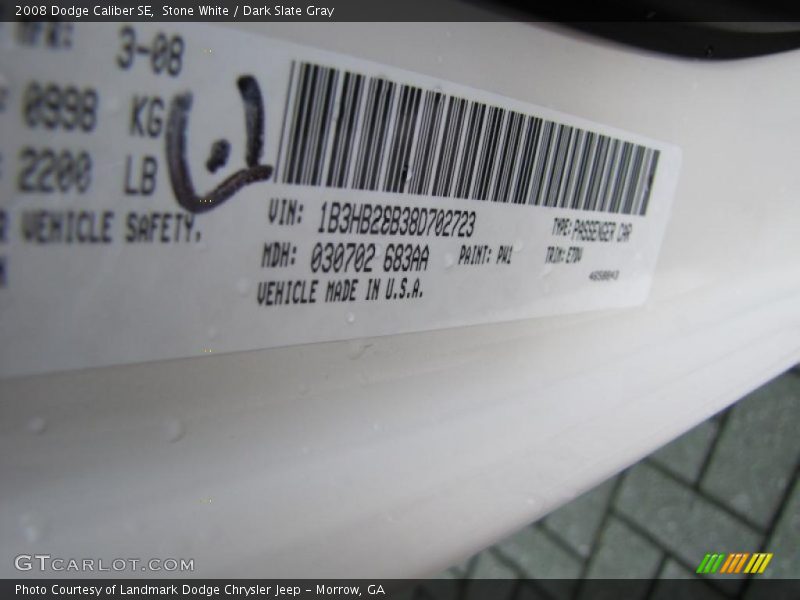 2008 Dodge Caliber SE, Stone White / Dark Slate Gray
3-08
0998 KG
2200 LB
VEHICLE SAFETY.
VIN: 1B3HB28B38D702723
TYPE: PASSENGER CAR
MDH: 030702 683AA
PAINT: PW1
TRIM: E7DV
VEHICLE MADE IN U.S.A.
GTCARLOT.COM
Photo Courtesy of Landmark Dodge Chrysler Jeep – Morrow, GA